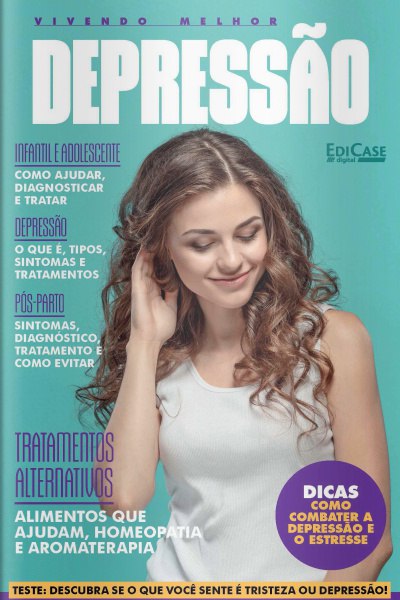 VIVENDO MELHOR
DEPRESSÃO
EDICASE
digital
INFANTIL E ADOLESCENTE
COMO AJUDAR,
DIAGNOSTICAR
E TRATAR
DEPRESSÃO
O QUE É, TIPOS,
SINTOMAS E
TRATAMENTOS
PÓS-PARTO
SINTOMAS,
DIAGNÓSTICO,
TRATAMENTO E
COMO EVITAR
TRATAMENTOS
ALTERNATIVOS
ALIMENTOS QUE
AJUDAM, HOMEOPATIA
E AROMATERAPIA
DICAS
COMO
COMBATER A
DEPRESSÃO E
O ESTRESSE
TESTE: DESCUBRA SE O QUE VOCÊ SENTE É TRISTEZA OU DEPRESSÃO!